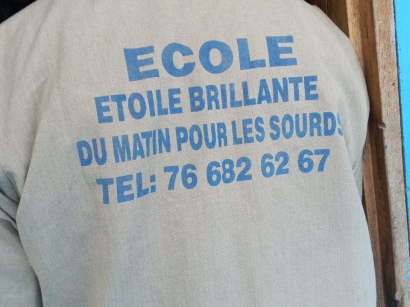 ECOLE
ETOILE BRILLANTE
DU MATIN POUR LES SOURDS
TEL: 76 682 62 67